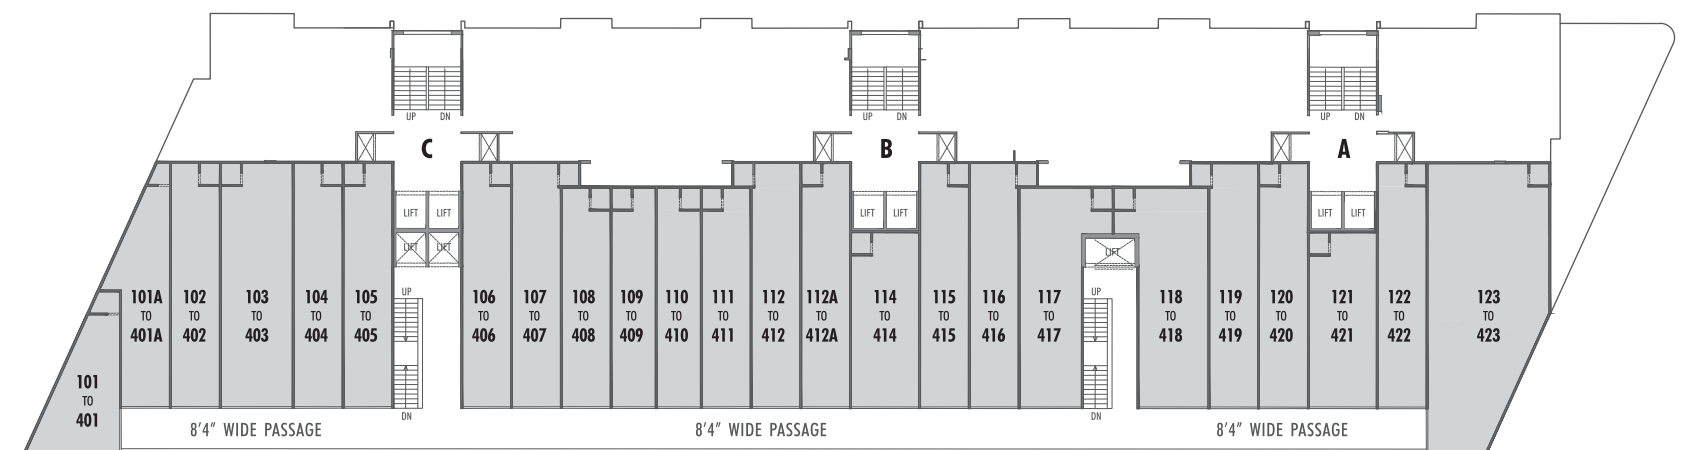 UP DN
UP DN
UP DN
C
B
A
LIFT LIFT
LIFT LIFT
LIFT LIFT
LIFT LIFT
LIFT
UP
UP
101A
TO
401A
102
TO
402
103
TO
403
104
TO
404
105
TO
405
106
TO
406
107
TO
407
108
TO
408
109
TO
409
110
TO
410
111
TO
411
112
TO
412
112A
TO
412A
114
TO
414
115
TO
415
116
TO
416
117
TO
417
118
TO
418
119
TO
419
120
TO
420
121
TO
421
122
TO
422
123
TO
423
101
TO
401
DN
DN
8'4" WIDE PASSAGE
8'4" WIDE PASSAGE
8'4" WIDE PASSAGE